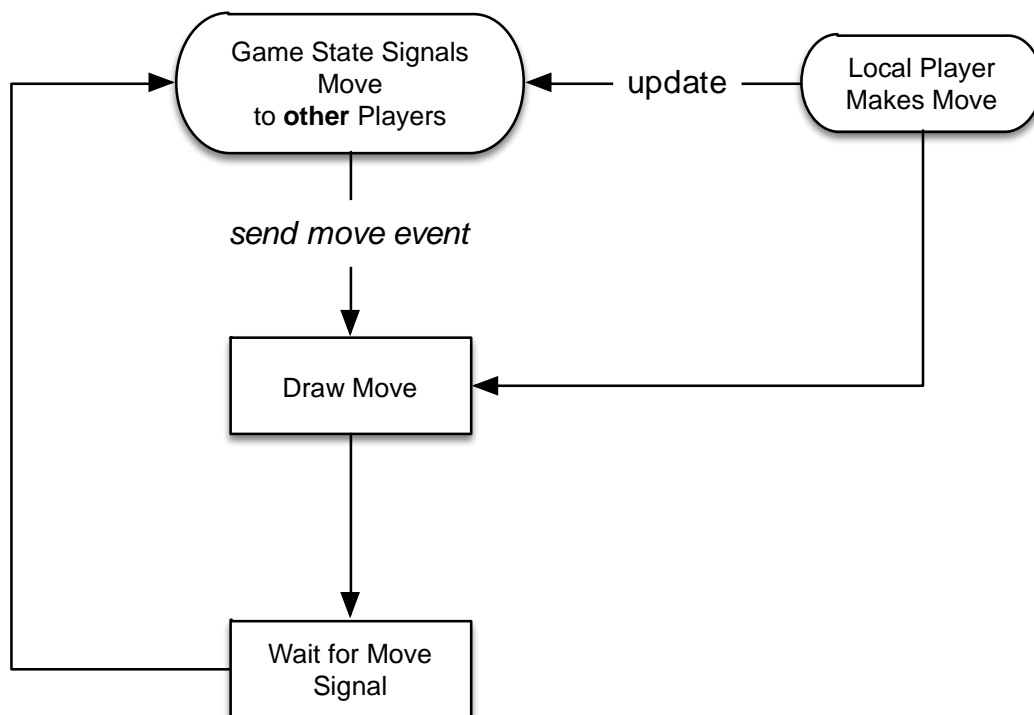 Game State Signals
Move
to other Players
update
Local Player
Makes Move
send move event
Draw Move
Wait for Move
Signal